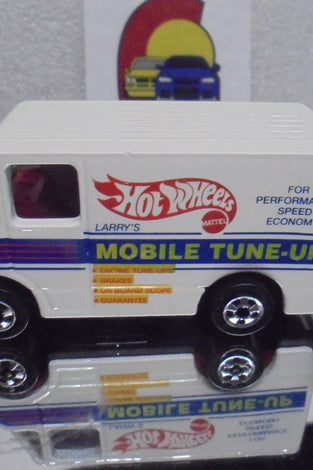 Hot Wheels
MATTEL
LARRY'S
MOBILE TUNE-U
FOR
PERFORMA
SPEED
ECONOM
• ENGINE TUNE-UPS
• BRAKES
• ON BOARD SCOPE
• GUARANTEE